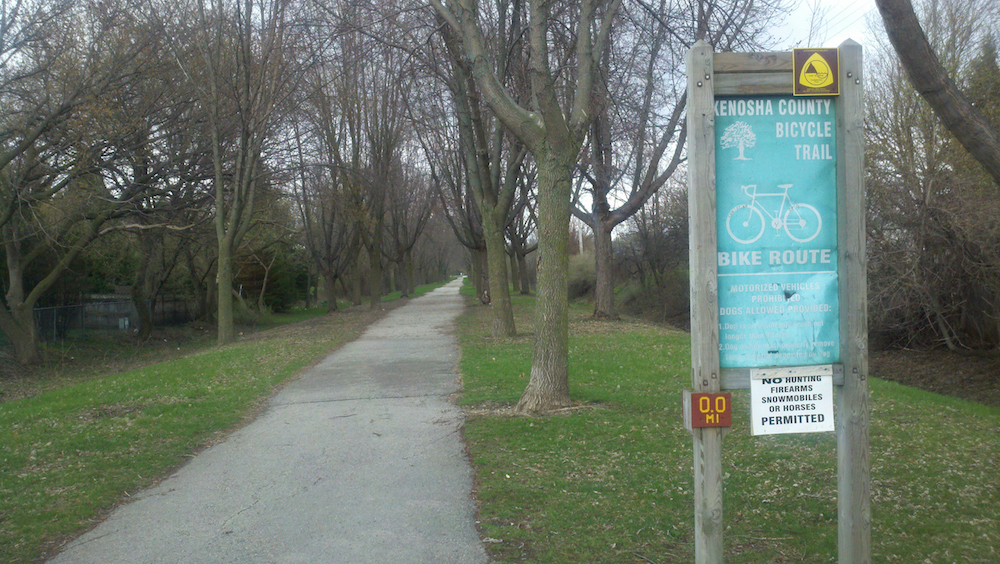 KENOSHA COUNTY
BICYCLE
TRAIL
BIKE ROUTE
MOTORIZED VEHICLES
PROHIBITED
DOGS ALLOWED PROVIDED:
0.0
MI
NO HUNTING
FIREARMS
SNOWMOBILES
OR HORSES
PERMITTED